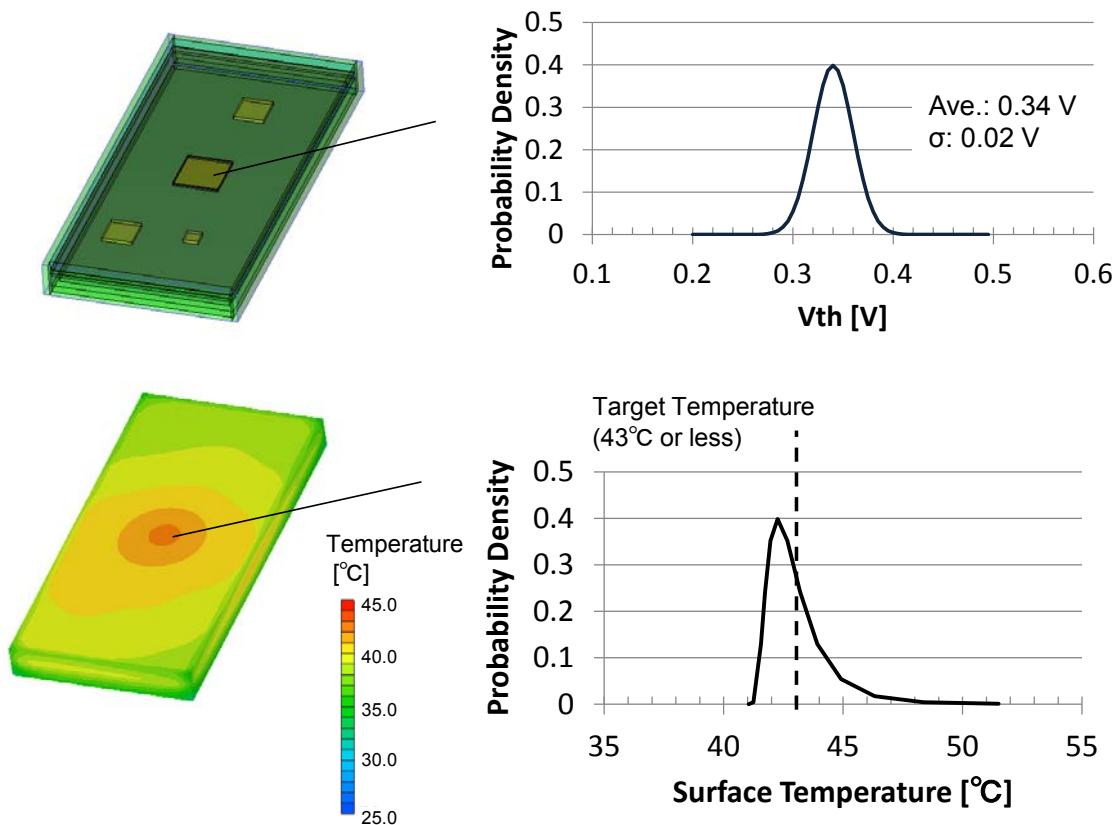 Probability Density
0.5
0.4
0.3
0.2
0.1
0
Ave.: 0.34 V
σ: 0.02 V
0.1 0.2 0.3 0.4 0.5 0.6
Vth [V]
Temperature
[℃]
45.0
40.0
35.0
30.0
25.0
Target Temperature
(43℃ or less)
Probability Density
0.5
0.4
0.3
0.2
0.1
0
35 40 45 50 55
Surface Temperature [℃]